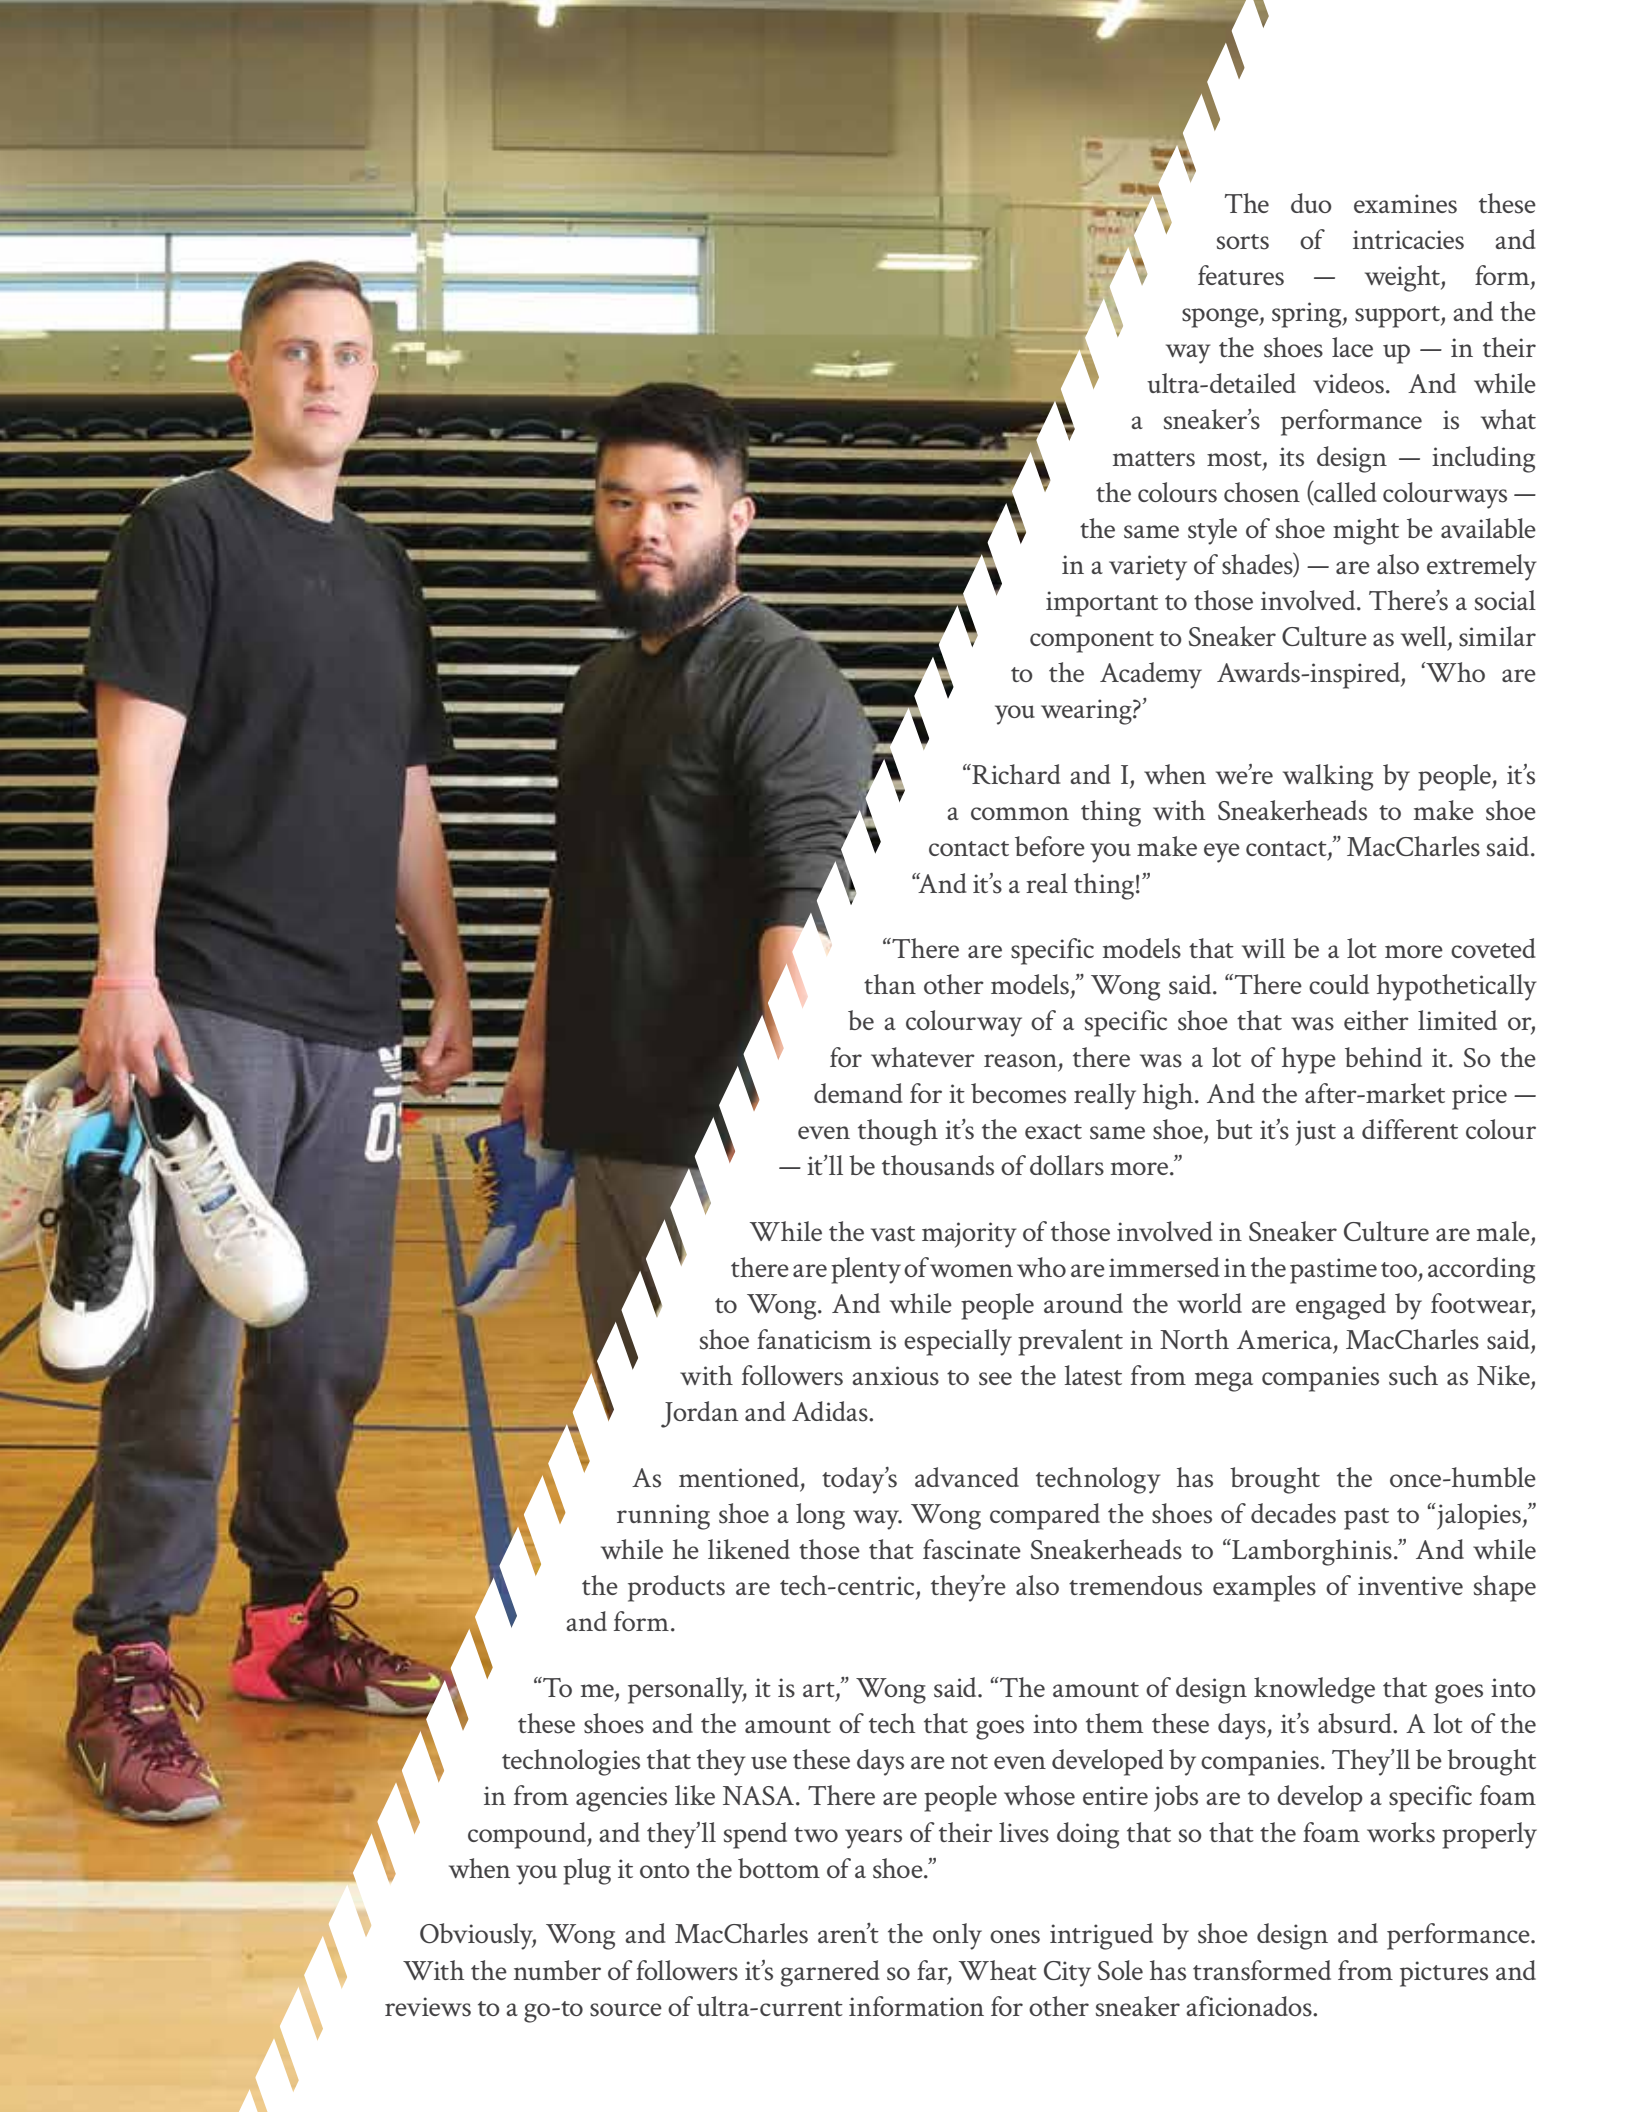 The duo examines these
sorts of intricacies and
features — weight, form,
sponge, spring, support, and the
way the shoes lace up — in their
ultra-detailed videos. And while
a sneaker’s performance is what
matters most, its design — including
the colours chosen (called colourways —
the same style of shoe might be available
in a variety of shades) — are also extremely
important to those involved. There’s a social
component to Sneaker Culture as well, similar
to the Academy Awards-inspired, ‘Who are
you wearing?’
“Richard and I, when we’re walking by people, it’s
a common thing with Sneakerheads to make shoe
contact before you make eye contact,” MacCharles said.
“And it’s a real thing!”
“There are specific models that will be a lot more coveted
than other models,” Wong said. “There could hypothetically
be a colourway of a specific shoe that was either limited or,
for whatever reason, there was a lot of hype behind it. So the
demand for it becomes really high. And the after-market price —
even though it’s the exact same shoe, but it’s just a different colour
— it’ll be thousands of dollars more.”
While the vast majority of those involved in Sneaker Culture are male,
there are plenty of women who are immersed in the pastime too, according
to Wong. And while people around the world are engaged by footwear,
shoe fanaticism is especially prevalent in North America, MacCharles said,
with followers anxious to see the latest from mega companies such as Nike,
Jordan and Adidas.
As mentioned, today’s advanced technology has brought the once-humble
running shoe a long way. Wong compared the shoes of decades past to “jalopies,”
while he likened those that fascinate Sneakerheads to “Lamborghinis.” And while
the products are tech-centric, they’re also tremendous examples of inventive shape
and form.
“To me, personally, it is art,” Wong said. “The amount of design knowledge that goes into
these shoes and the amount of tech that goes into them these days, it’s absurd. A lot of the
technologies that they use these days are not even developed by companies. They’ll be brought
in from agencies like NASA. There are people whose entire jobs are to develop a specific foam
compound, and they’ll spend two years of their lives doing that so that the foam works properly
when you plug it onto the bottom of a shoe.”
Obviously, Wong and MacCharles aren’t the only ones intrigued by shoe design and performance.
With the number of followers it’s garnered so far, Wheat City Sole has transformed from pictures and
reviews to a go-to source of ultra-current information for other sneaker aficionados.